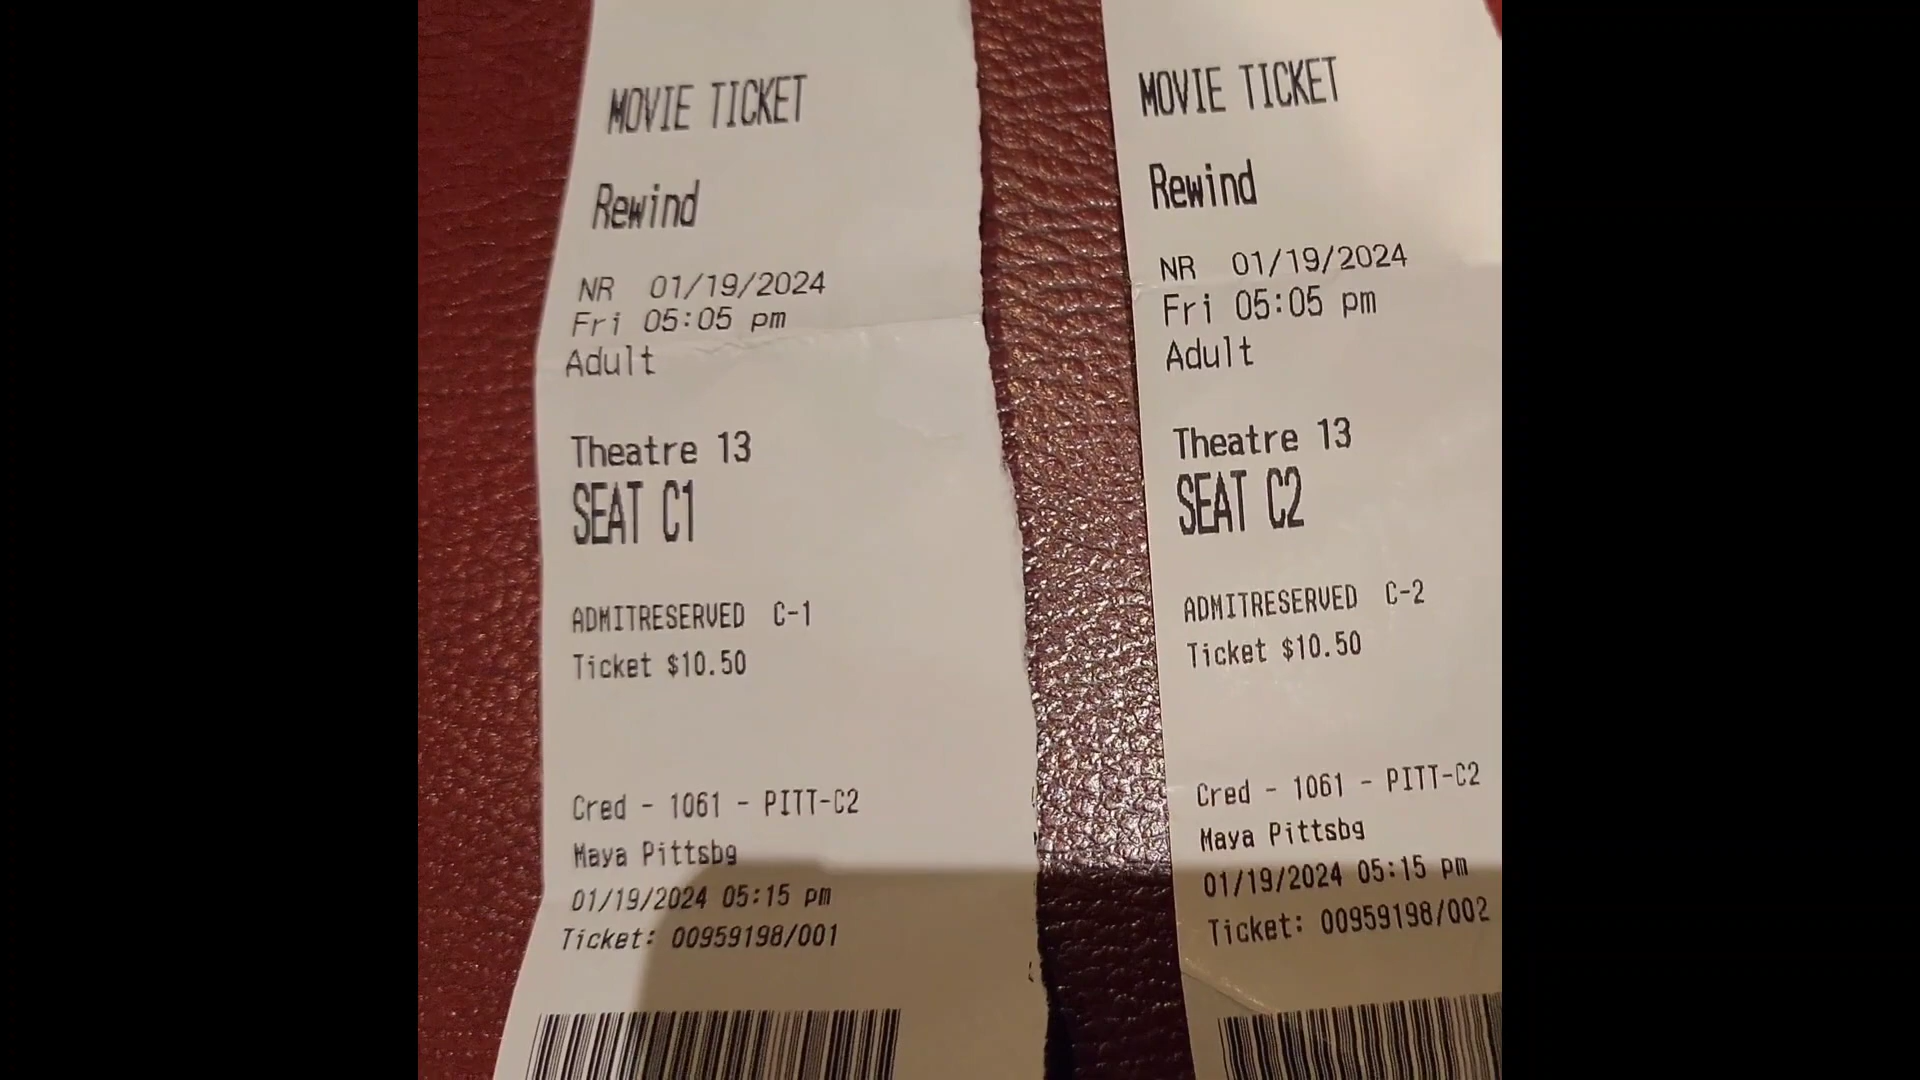 MOVIE TICKET
Rewind
NR 01/19/2024
Fri 05:05 pm
Adult
Theatre 13
SEAT C1
ADMITRESERVED C-1
Ticket $10.50
Cred - 1061 - PITT-C2
Maya Pittsbg
01/19/2024 05:15 pm
Ticket: 00959198/001
MOVIE TICKET
Rewind
NR 01/19/2024
Fri 05:05 pm
Adult
Theatre 13
SEAT C2
ADMITRESERVED C-2
Ticket $10.50
Cred - 1061 - PITT-C2
Maya Pittsbg
01/19/2024 05:15 pm
Ticket: 00959198/002